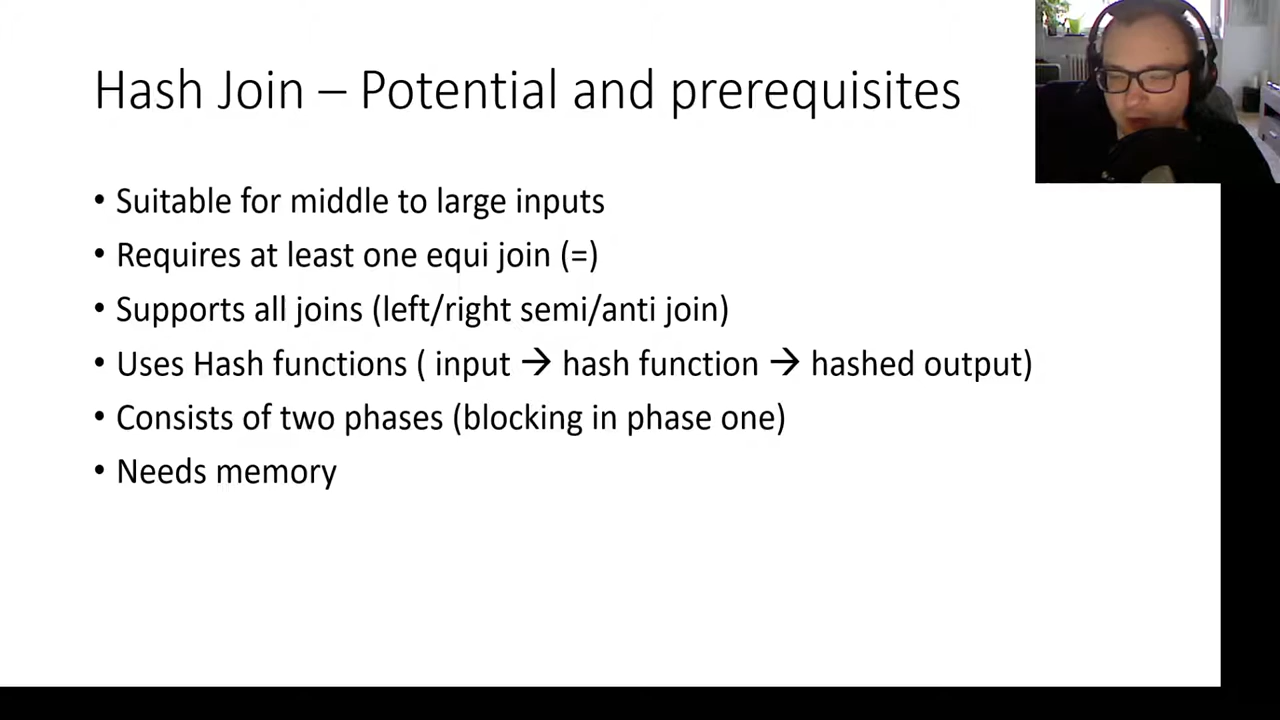 Hash Join – Potential and prerequisites
• Suitable for middle to large inputs
• Requires at least one equi join (=)
• Supports all joins (left/right semi/anti join)
• Uses Hash functions ( input → hash function → hashed output)
• Consists of two phases (blocking in phase one)
• Needs memory